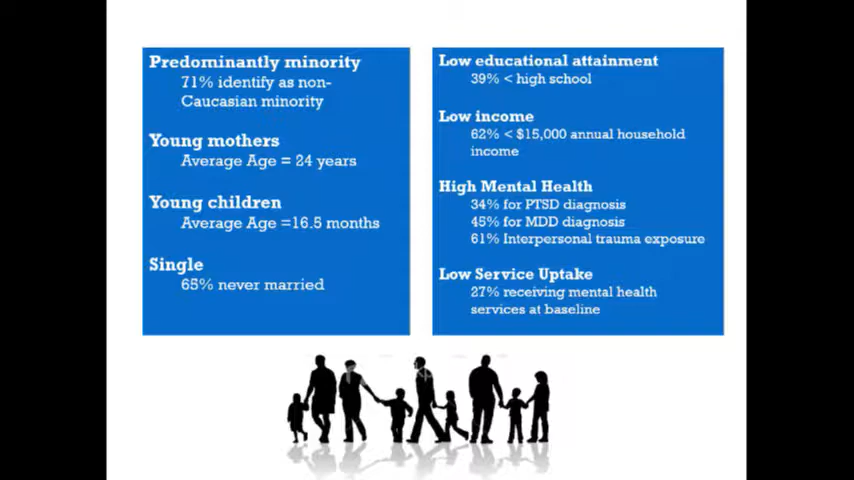 Predominantly minority
71% identify as non-
Caucasian minority
Young mothers
Average Age = 24 years
Young children
Average Age =16.5 months
Single
65% never married
Low educational attainment
39% < high school
Low income
62% < $15,000 annual household
income
High Mental Health
34% for PTSD diagnosis
45% for MDD diagnosis
61% Interpersonal trauma exposure
Low Service Uptake
27% receiving mental health
services at baseline